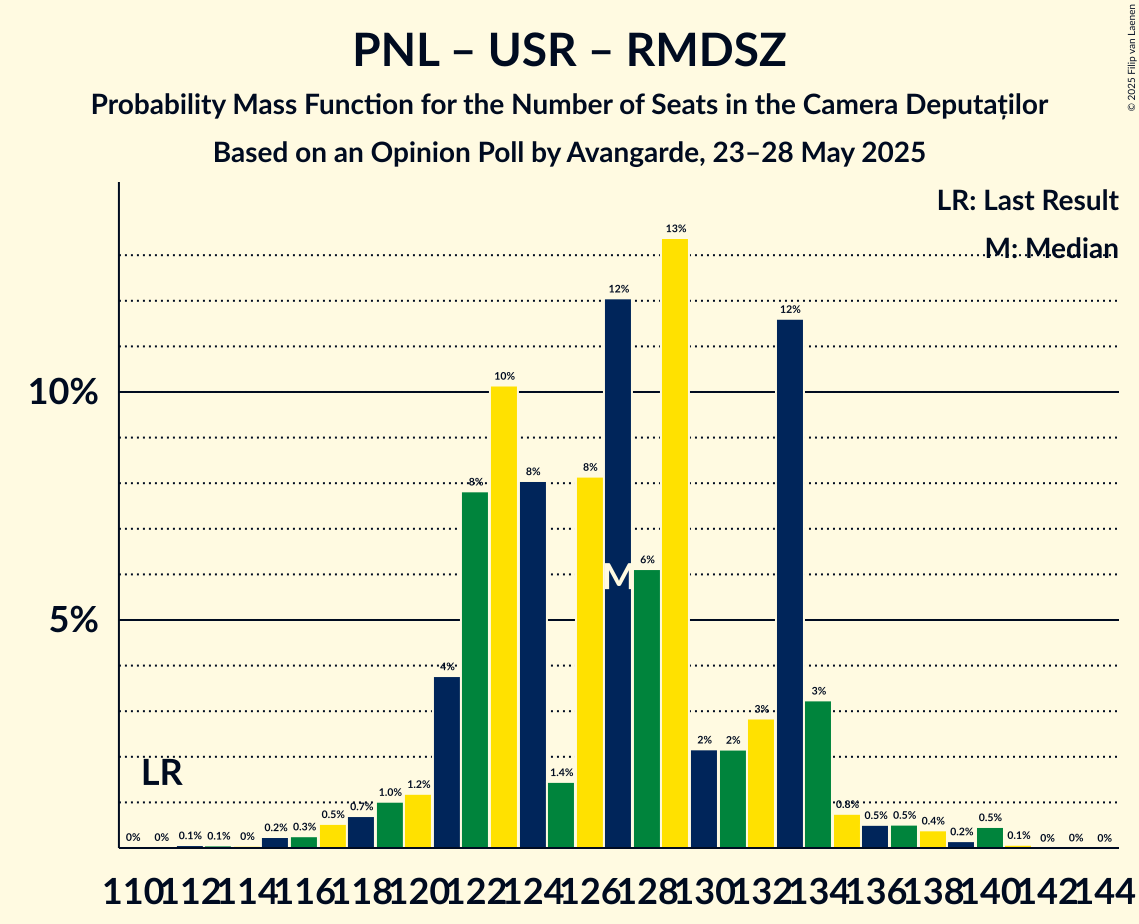 PNL – USR – RMDSZ
Probability Mass Function for the Number of Seats in the Camera Deputaților
Based on an Opinion Poll by Avangarde, 23–28 May 2025
© 2025 Filip van Laenen
LR: Last Result
M: Median
10%
5%
LR
M
0% 0% 0.1% 0.1% 0% 0.2% 0.3% 0.5% 0.7% 1.0% 1.2% 4% 8% 10% 8% 1.4% 8% 12% 6% 13% 2% 2% 3% 12% 3% 0.8% 0.5% 0.5% 0.4% 0.2% 0.5% 0.1% 0% 0% 0%
110 112 114 116 118 120 122 124 126 128 130 132 134 136 138 140 142 144